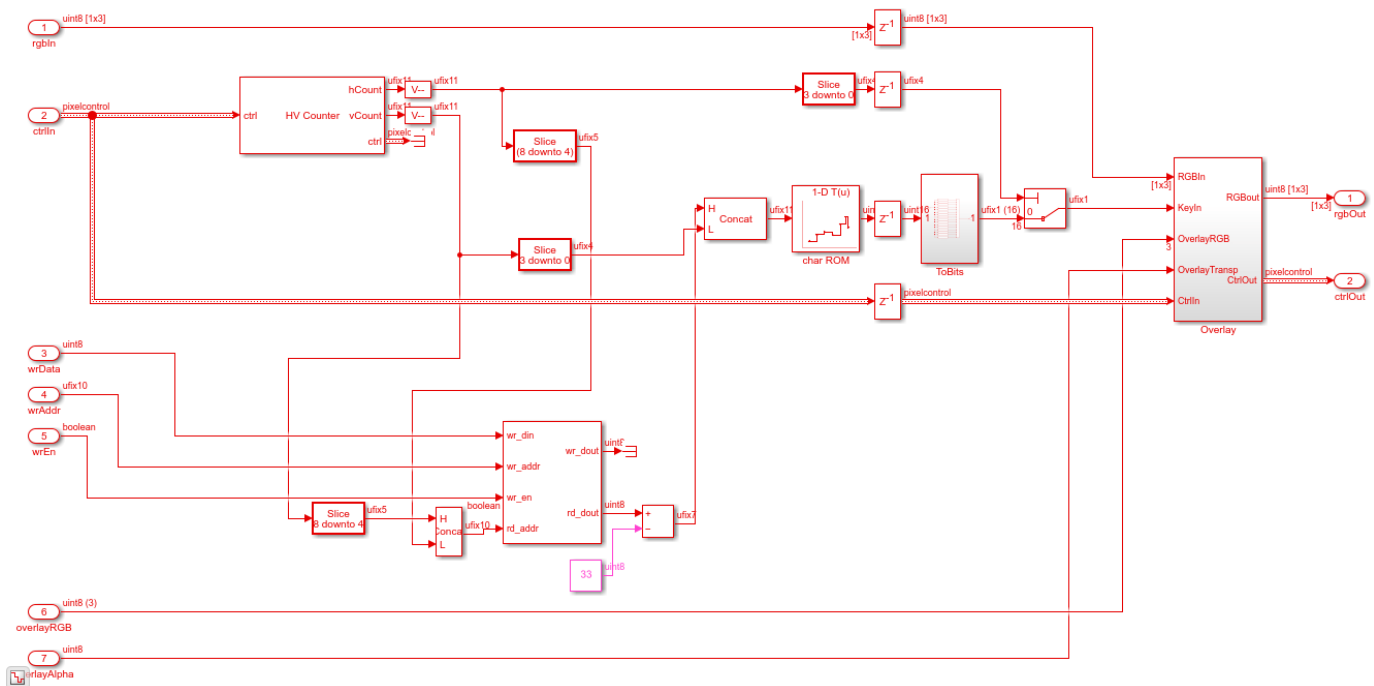 1
uint8 [1x3]
rgbIn
Z-1
[1x3]
uint8 [1x3]
2
pixelcontrol
ctrlIn
ctrl
HV Counter
hCount
vCount
ctrl
ufix11
V--
ufix11
ufix11
V--
ufix11
Slice
(8 downto 4)
ufix5
Slice
3 downto 0
ufix4
Z-1
ufix4
Slice
3 downto 0
ufix4
H
L
Concat
ufix11
1-D T(u)
char ROM
Z-1
uint16
1
1
ToBits
ufix1 (16)
16
0
ufix1
Z-1
pixelcontrol
RGBIn
[1x3]
KeyIn
OverlayRGB
3
OverlayTransp
CtrlIn
RGBout
CtrlOut
Overlay
uint8 [1x3]
[1x3]
1
rgbOut
pixelcontrol
2
ctrlOut
3
uint8
wrData
4
ufix10
wrAddr
5
boolean
wrEn
Slice
8 downto 4
ufix5
H
L
boolean
ufix10
wr_din
wr_addr
wr_en
rd_addr
wr_dout
rd_dout
uint8
+
−
ufix7
33
uint8
6
uint8 (3)
overlayRGB
7
uint8
erlayAlpha